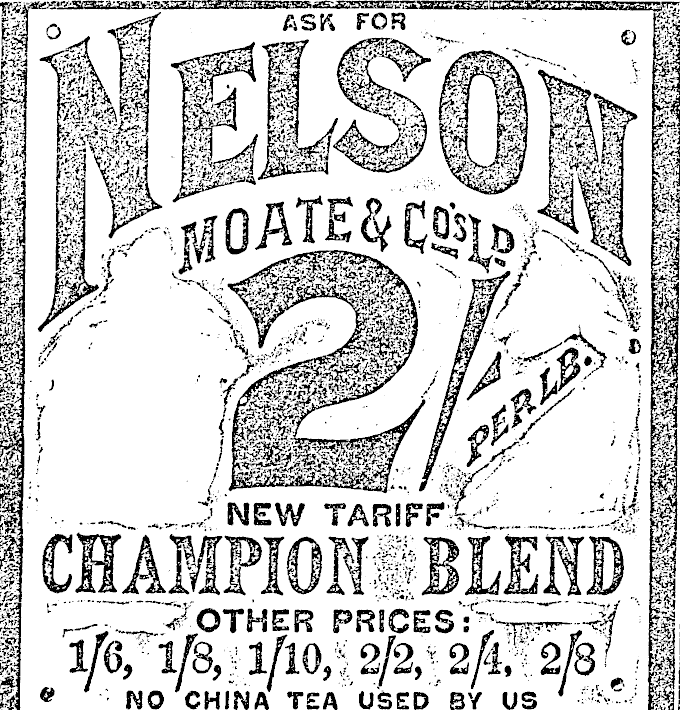 ASK FOR
NELSON
MOATE & Co's LD
2/- PER LB.
NEW TARIFF
CHAMPION BLEND
OTHER PRICES:
1/6, 1/8, 1/10, 2/2, 2/4, 2/8
NO CHINA TEA USED BY US